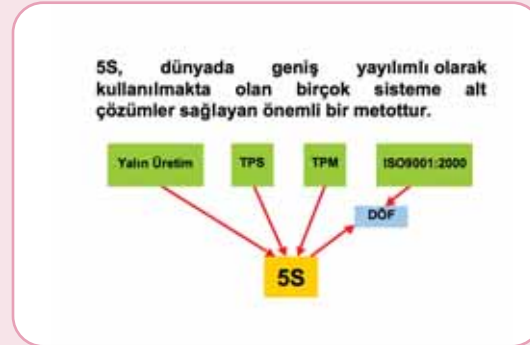 5S, dünyada geniş yayılımlı olarak
kullanılmakta olan birçok sisteme alt
çözümler sağlayan önemli bir metottur.
Yalın Üretim TPS TPM ISO9001:2000
DÖF
5S